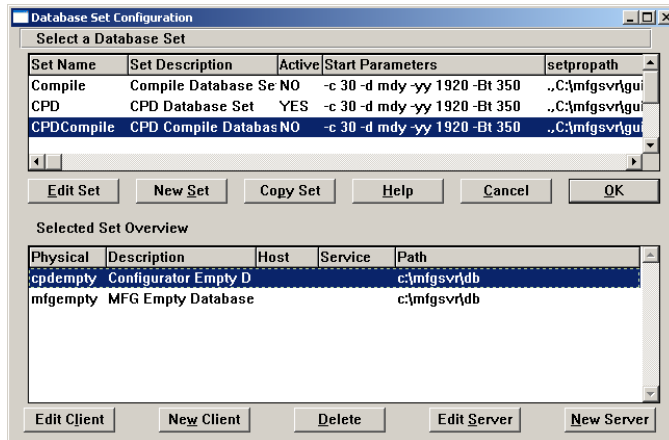 Database Set Configuration
Select a Database Set
Set Name Set Description Active Start Parameters setpropath
Compile Compile Database Se NO -c 30 -d mdy -yy 1920 -Bt 350 .,C:\mfgsvr\gui
CPD CPD Database Set YES -c 30 -d mdy -yy 1920 -Bt 350 .,C:\mfgsvr\gui
CPDCompile CPD Compile Databas NO -c 30 -d mdy -yy 1920 -Bt 350 .,C:\mfgsvr\gui
Edit Set New Set Copy Set Help Cancel OK
Selected Set Overview
Physical Description Host Service Path
cpdempty Configurator Empty D c:\mfgsvr\db
mfgempty MFG Empty Database c:\mfgsvr\db
Edit Client New Client Delete Edit Server New Server